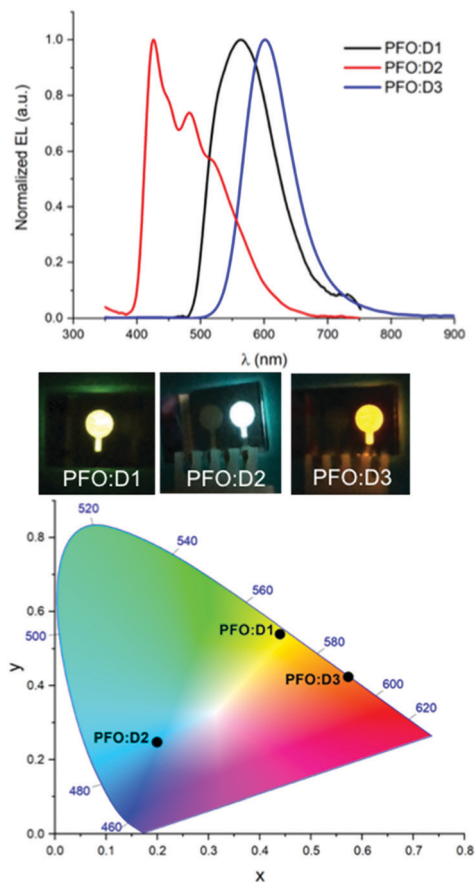 PFO:D1
PFO:D2
PFO:D3
Normalized EL (a.u.)
1.0
0.8
0.6
0.4
0.2
0.0
300 400 500 600 700 800 900
λ (nm)
PFO:D1 PFO:D2 PFO:D3
0.8
0.6
0.4
0.2
0.0
y
520
540
560
500
PFO:D1
580
PFO:D3
600
620
PFO:D2
480
460
0.0 0.1 0.2 0.3 0.4 0.5 0.6 0.7 0.8
x